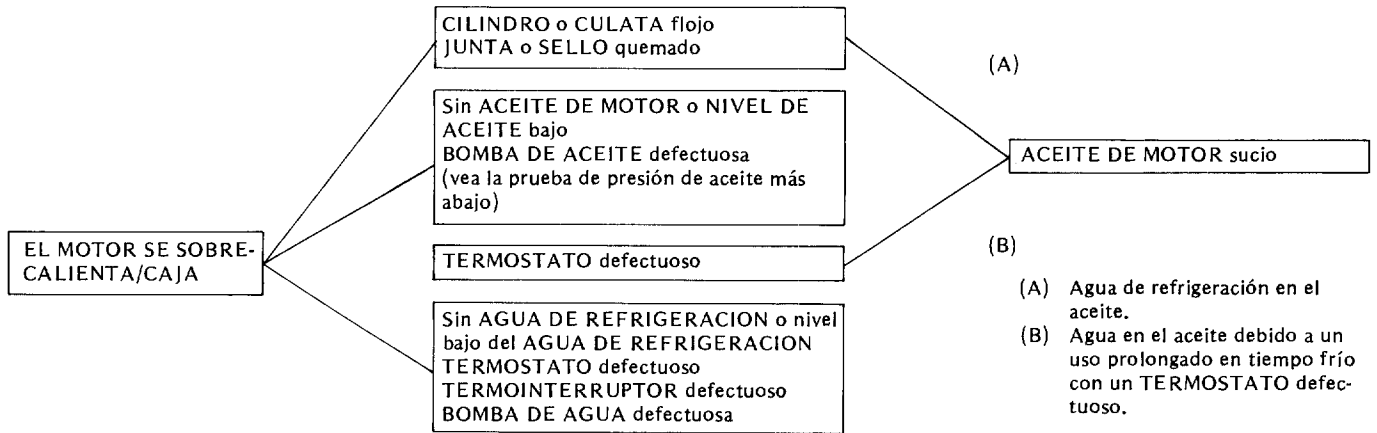 CILINDRO o CULATA flojo
JUNTA o SELLO quemado
(A)
Sin ACEITE DE MOTOR o NIVEL DE
ACEITE bajo
BOMBA DE ACEITE defectuosa
(vea la prueba de presión de aceite más
abajo)
ACEITE DE MOTOR sucio
EL MOTOR SE SOBRE-
CALIENTA/CAJA
TERMOSTATO defectuoso
(B)
Sin AGUA DE REFRIGERACION o nivel
bajo del AGUA DE REFRIGERACION
TERMOSTATO defectuoso
TERMOINTERRUPTOR defectuoso
BOMBA DE AGUA defectuosa
(A) Agua de refrigeración en el
aceite.
(B) Agua en el aceite debido a un
uso prolongado en tiempo frío
con un TERMOSTATO defec-
tuoso.